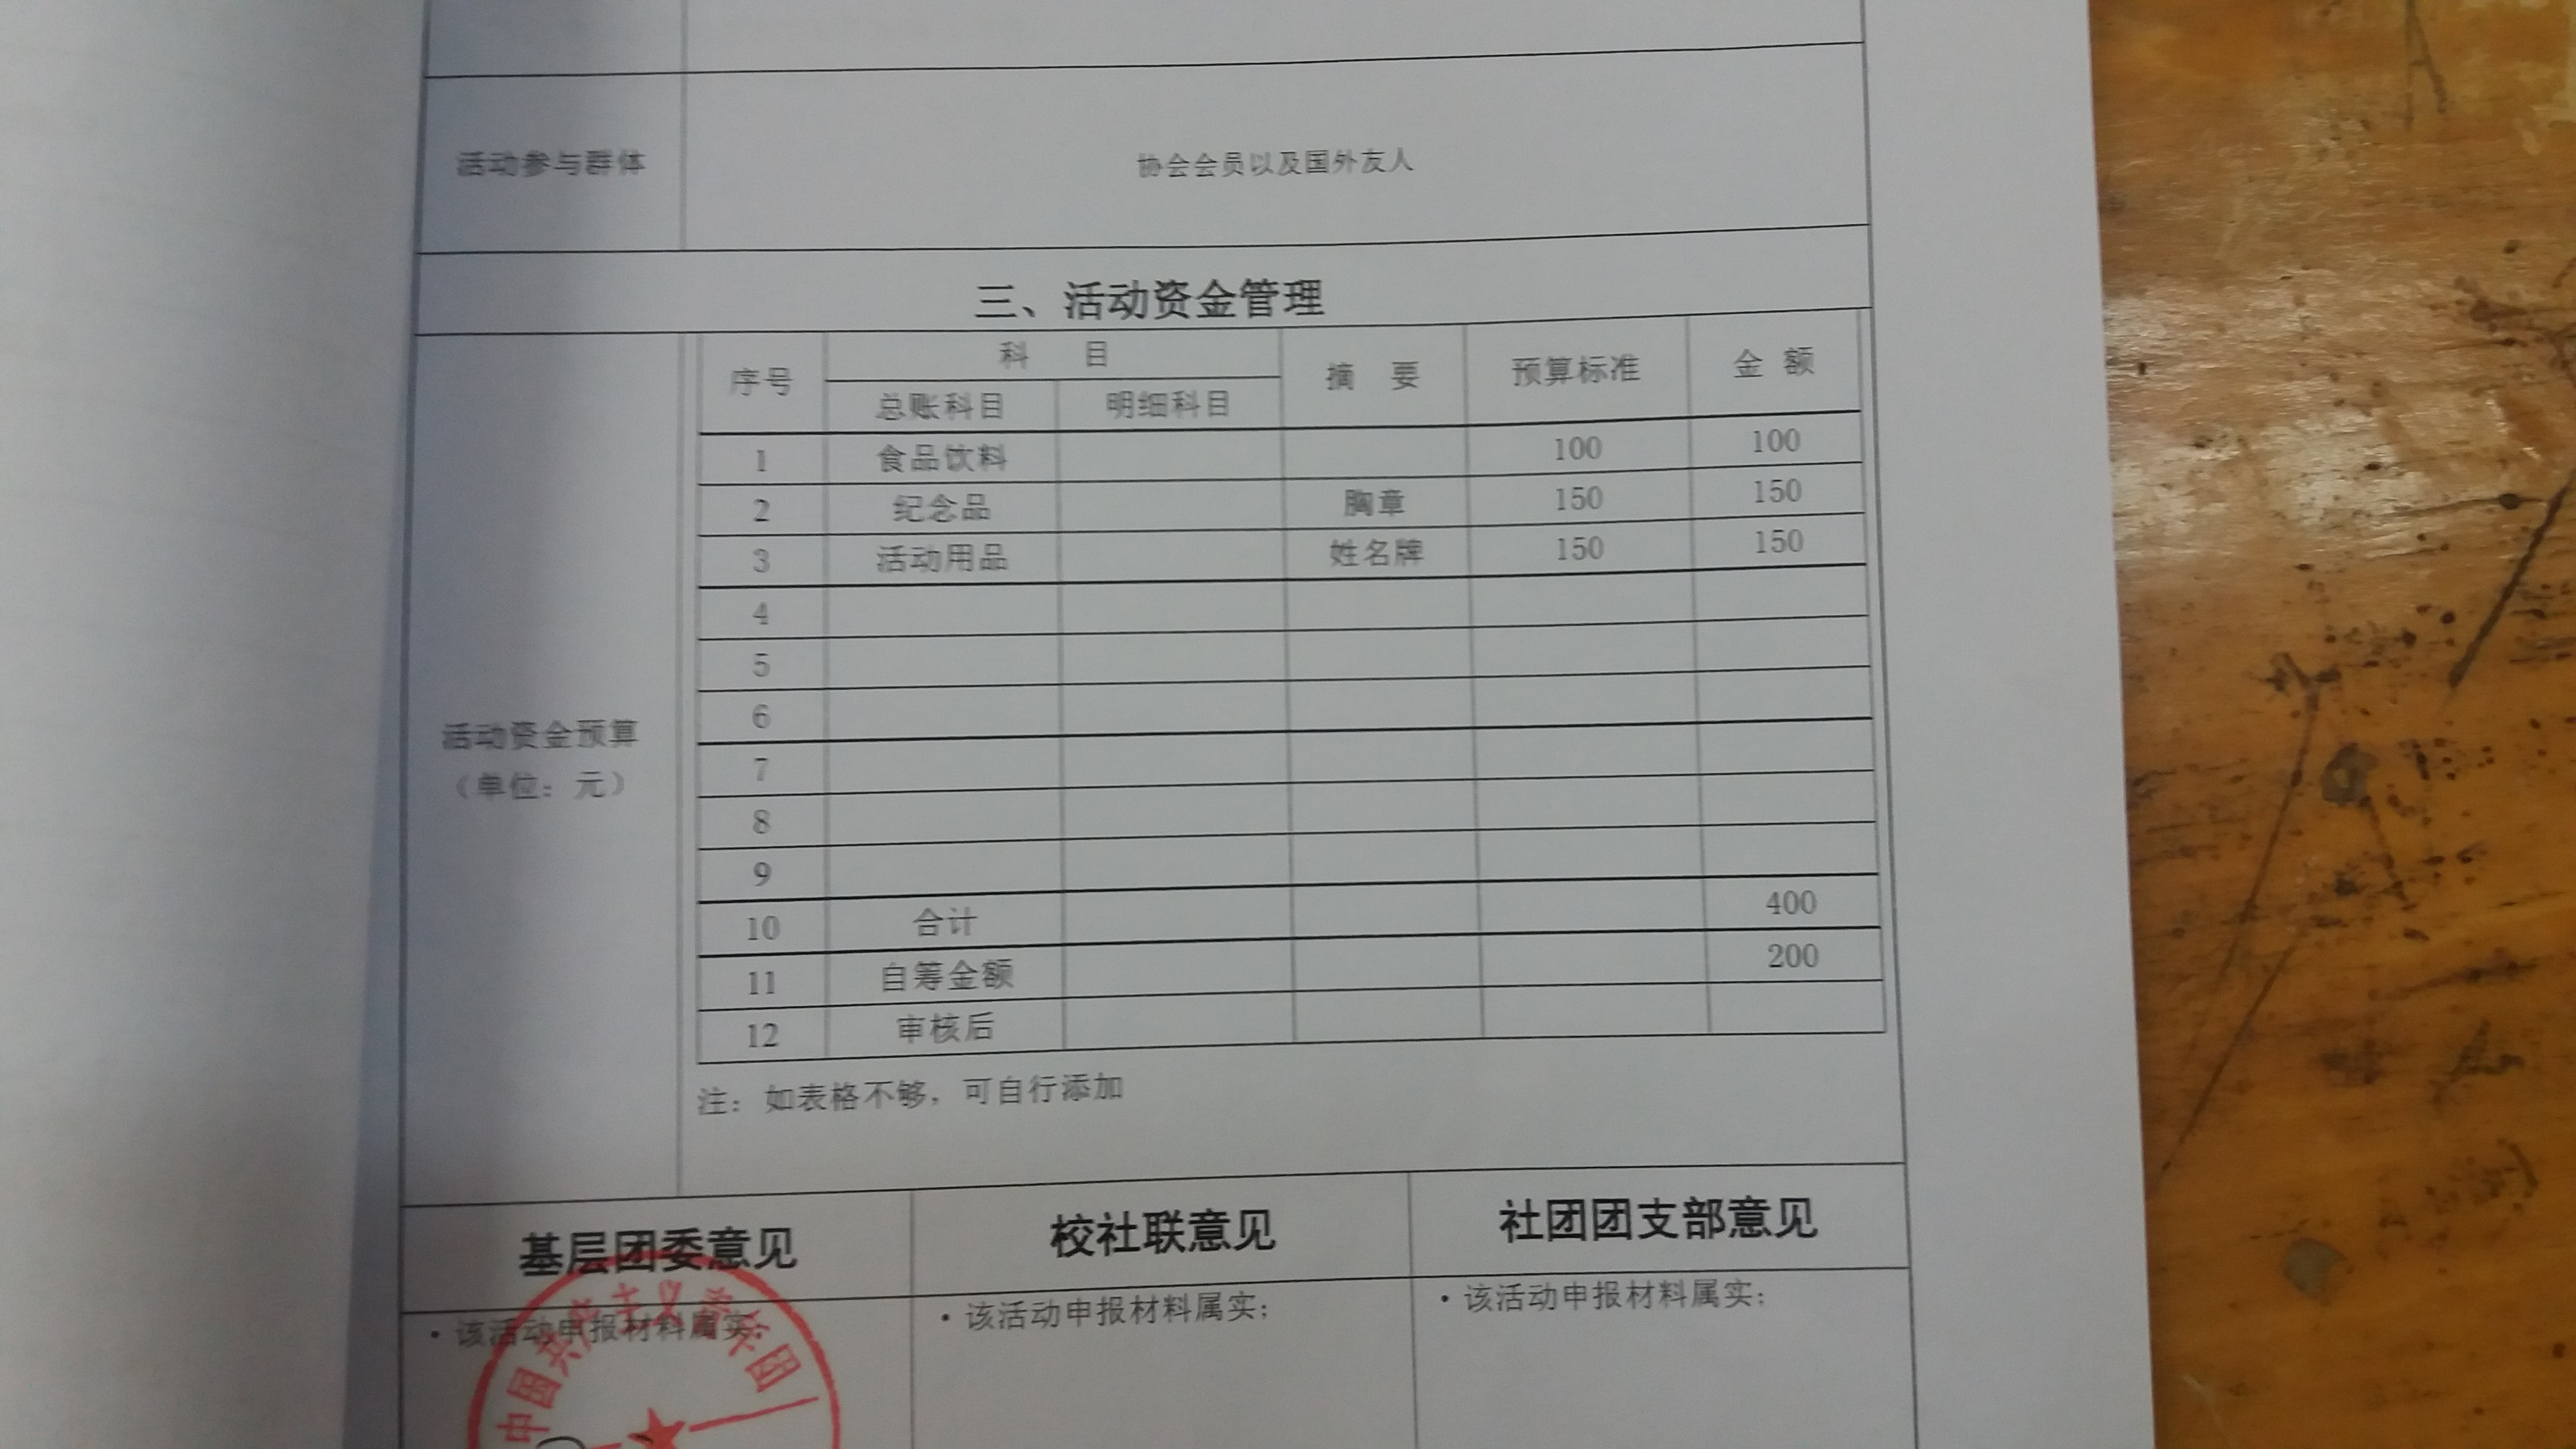 活动参与群体 协会会员以及国外友人
三、活动资金管理
序号 科 目 摘 要 预算标准 金 额
总账科目 明细科目
1 食品饮料 100 100
2 纪念品 胸章 150 150
3 活动用品 姓名牌 150 150
4
5
6
活动资金预算
（单位：元）
7
8
9
10 合计 400
11 自筹金额 200
12 审核后
注：如表格不够，可自行添加
基层团委意见 校社联意见 社团团支部意见
·该活动申报材料属实 ·该活动申报材料属实； ·该活动申报材料属实；
中国共产主义青年团